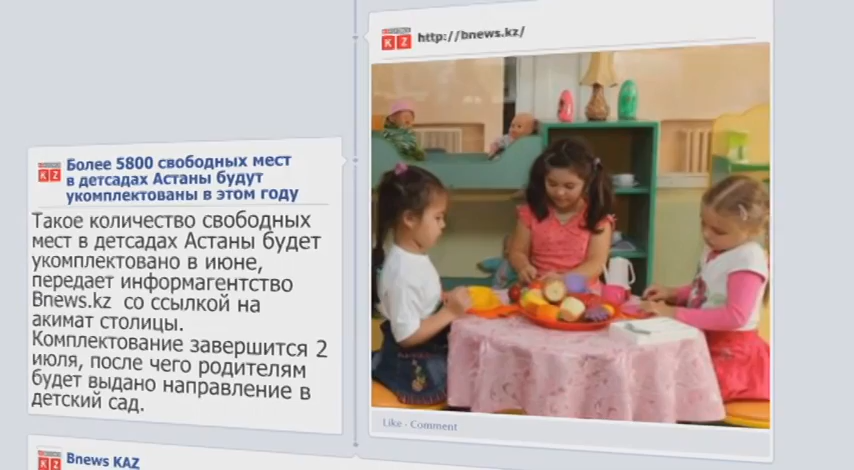 KZ
http://bnews.kz/
KZ
Более 5800 свободных мест
в детсадах Астаны будут
укомплектованы в этом году
Такое количество свободных
мест в детсадах Астаны будет
укомплектовано в июне,
передает информагентство
Bnews.kz со ссылкой на
акимат столицы.
Комплектование завершится 2
июля, после чего родителям
будет выдано направление в
детский сад.
Like · Comment
KZ
Bnews KAZ